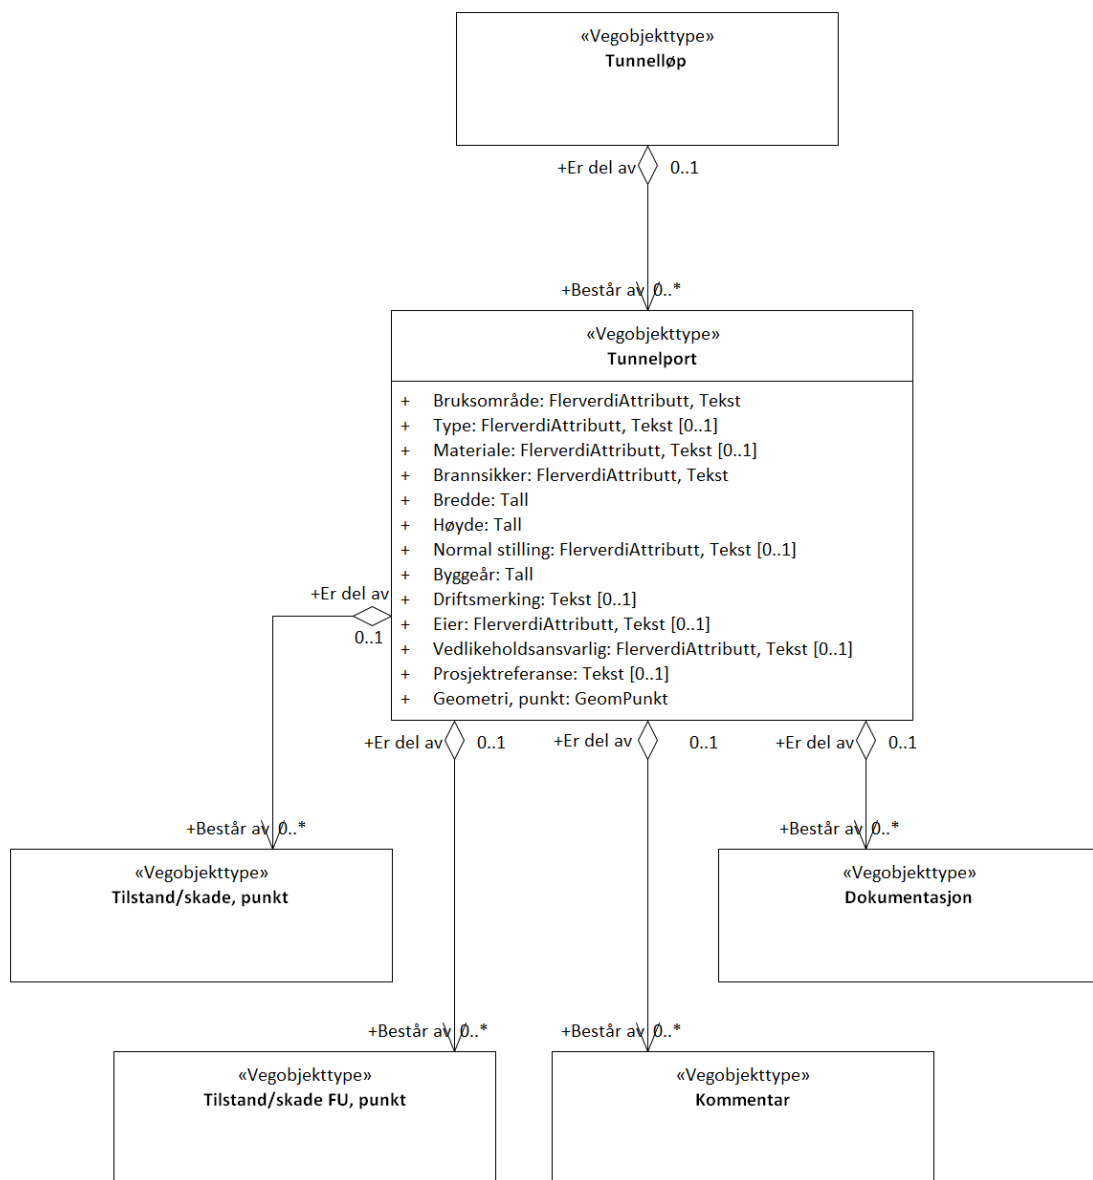 «Vegobjekttype»
Tunnelløp
+Er del av 0..1
+Består av 0..*
«Vegobjekttype»
Tunnelport
+ Bruksområde: FlerverdiAttributt, Tekst
+ Type: FlerverdiAttributt, Tekst [0..1]
+ Materiale: FlerverdiAttributt, Tekst [0..1]
+ Brannsikker: FlerverdiAttributt, Tekst
+ Bredde: Tall
+ Høyde: Tall
+ Normal stilling: FlerverdiAttributt, Tekst [0..1]
+ Byggeår: Tall
+ Driftsmerking: Tekst [0..1]
+ Eier: FlerverdiAttributt, Tekst [0..1]
+ Vedlikeholdsansvarlig: FlerverdiAttributt, Tekst [0..1]
+ Prosjektreferanse: Tekst [0..1]
+ Geometri, punkt: GeomPunkt
+Er del av
0..1
+Er del av 0..1
+Er del av 0..1
+Er del av 0..1
+Består av 0..*
«Vegobjekttype»
Tilstand/skade, punkt
+Består av 0..*
«Vegobjekttype»
Dokumentasjon
+Består av 0..*
«Vegobjekttype»
Tilstand/skade FU, punkt
+Består av 0..*
«Vegobjekttype»
Kommentar